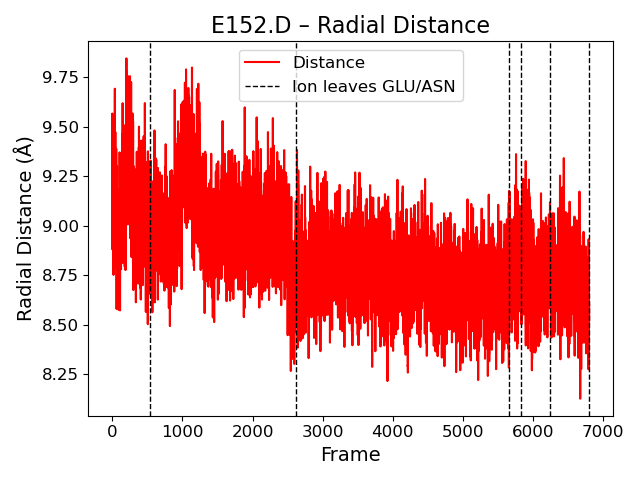 E152.D – Radial Distance
Distance
Ion leaves GLU/ASN
Radial Distance (Å)
9.75
9.50
9.25
9.00
8.75
8.50
8.25
0 1000 2000 3000 4000 5000 6000 7000
Frame